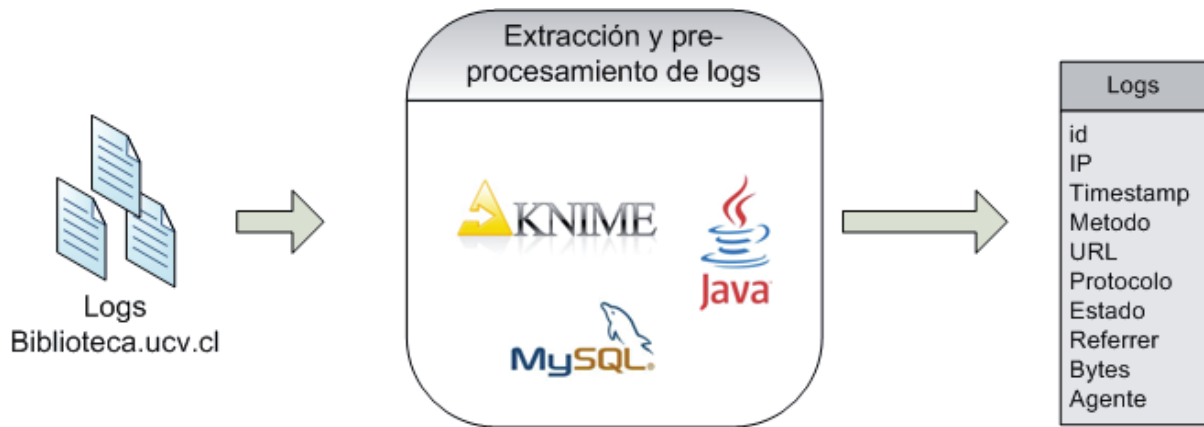 Extracción y pre-
procesamiento de logs
Logs
Biblioteca.ucv.cl
KNIME
Java
MySQL®
Logs
id
IP
Timestamp
Metodo
URL
Protocolo
Estado
Referrer
Bytes
Agente